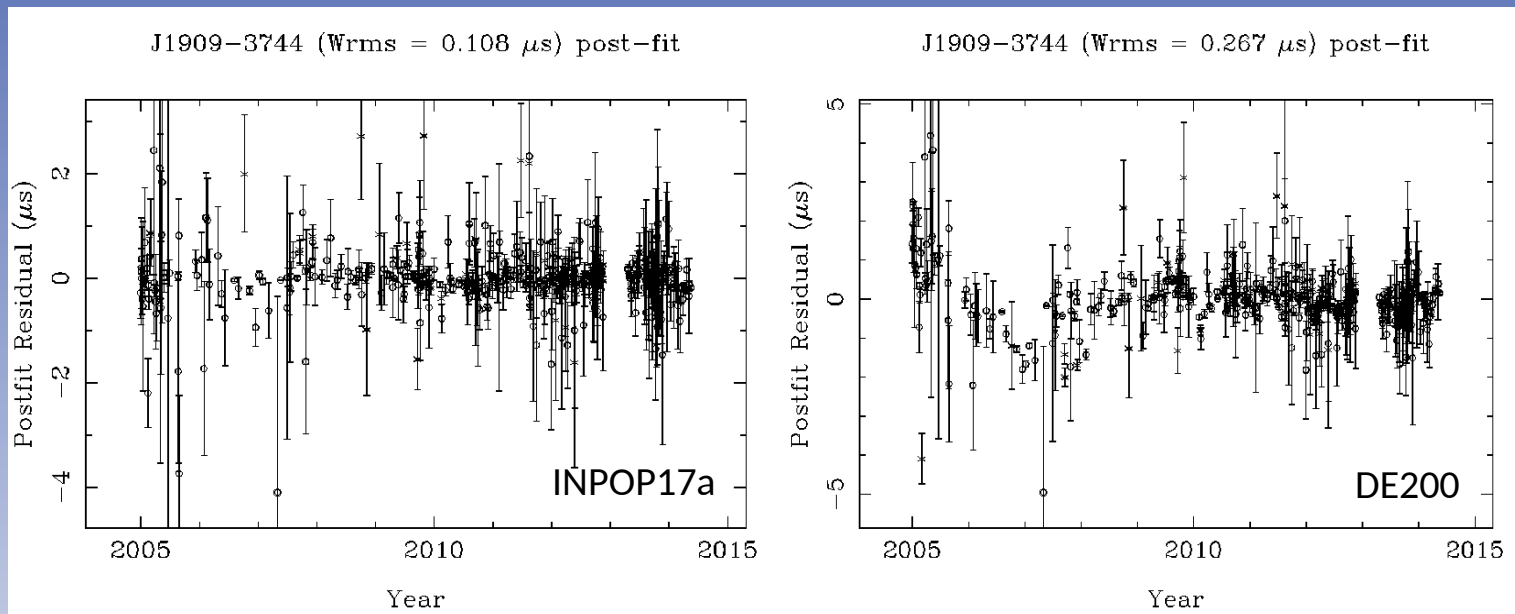 J1909−3744 (Wrms = 0.108 μs) post−fit
Postfit Residual (μs)
2
0
−2
−4
INPOP17a
2005
2010
2015
Year
J1909−3744 (Wrms = 0.267 μs) post−fit
Postfit Residual (μs)
5
0
−5
DE200
2005
2010
2015
Year